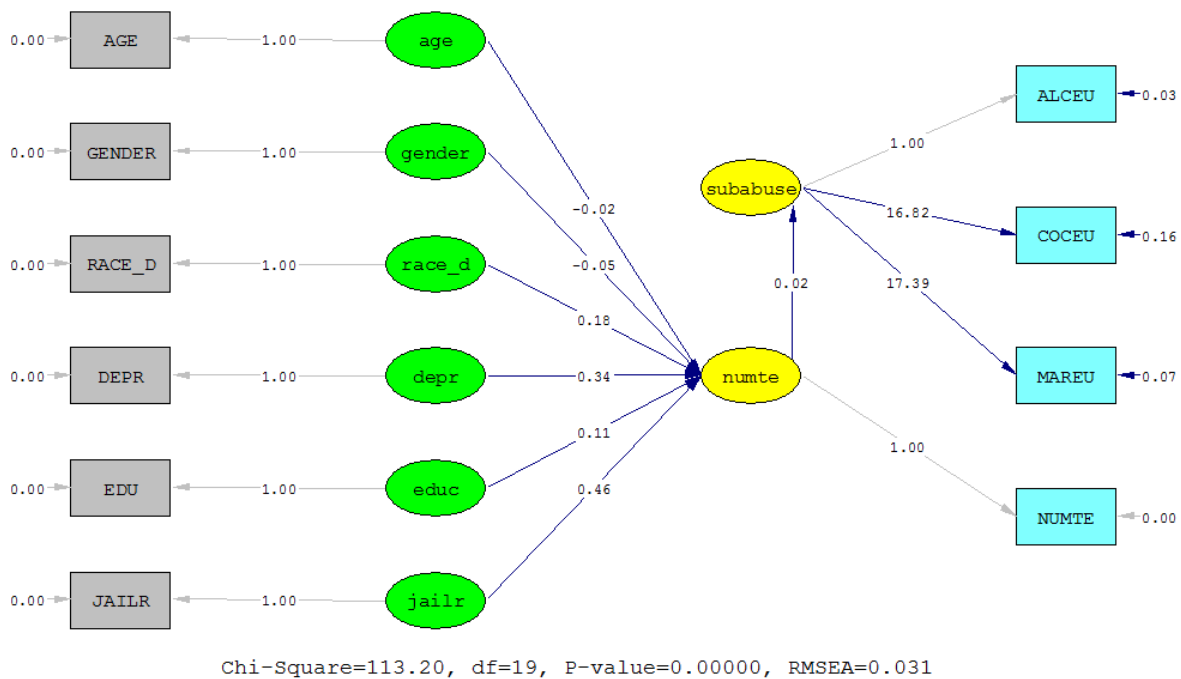 0.00 AGE 1.00 age
0.00 GENDER 1.00 gender
0.00 RACE_D 1.00 race_d
0.00 DEPR 1.00 depr
0.00 EDU 1.00 educ
0.00 JAILR 1.00 jailr
-0.02
-0.05
0.18
0.34
0.11
0.46
subabuse
0.02
numte
1.00
16.82
17.39
1.00
ALCEU 0.03
COCEU 0.16
MAREU 0.07
NUMTE 0.00
Chi-Square=113.20, df=19, P-value=0.00000, RMSEA=0.031